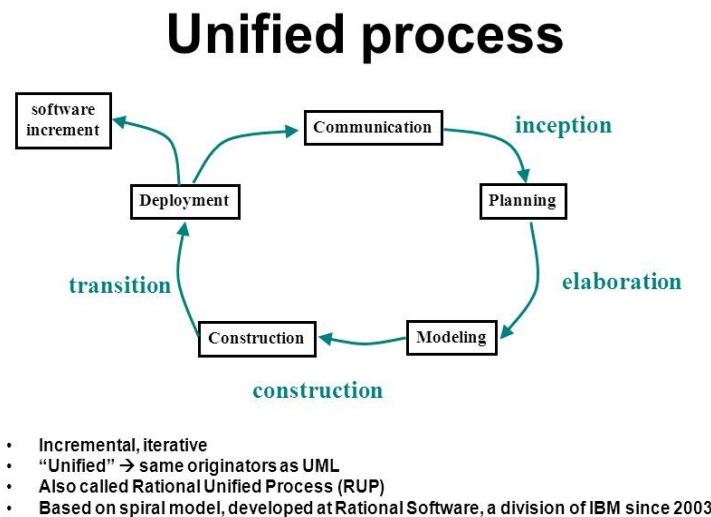 Unified process
software
increment
Communication
inception
Deployment
Planning
transition
elaboration
Construction
Modeling
construction
• Incremental, iterative
• “Unified” → same originators as UML
• Also called Rational Unified Process (RUP)
• Based on spiral model, developed at Rational Software, a division of IBM since 2003